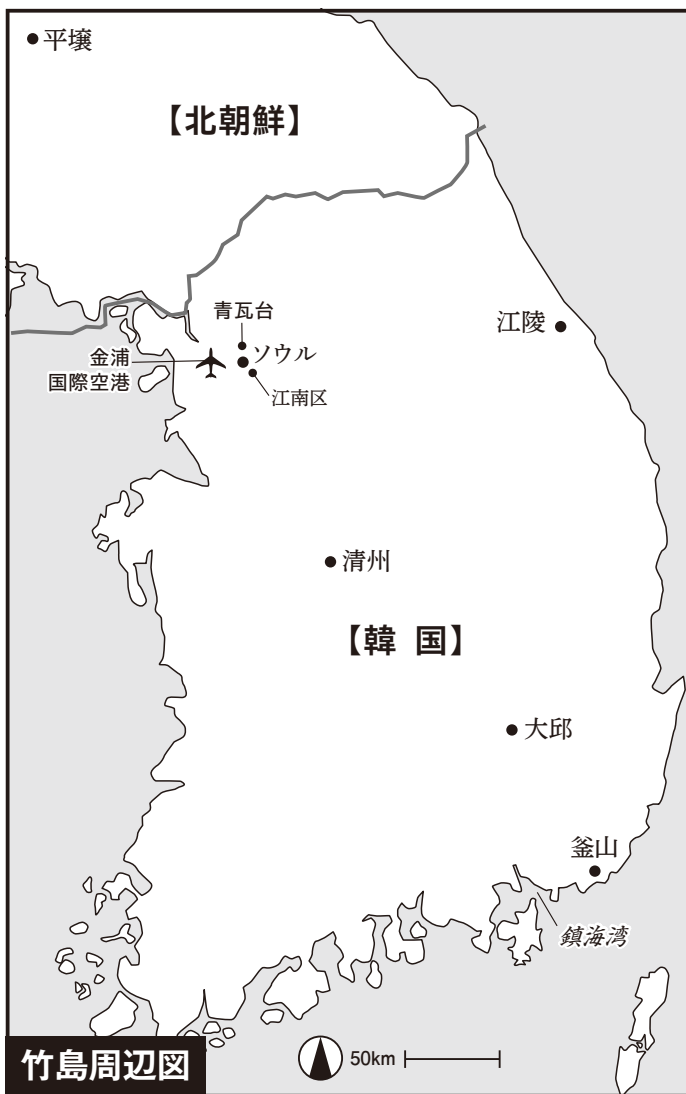 平壌
【北朝鮮】
青瓦台
江陵
ソウル
金浦
国際空港
江南区
清州
【韓 国】
大邱
釜山
鎮海湾
竹島周辺図
50km